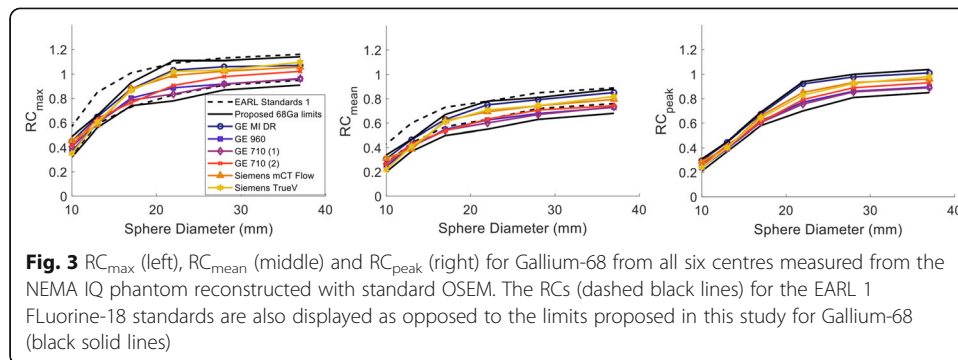 1.2
1
0.8
0.6
0.4
0.2
0
RCmax
10
20
30
40
Sphere Diameter (mm)
EARL Standards 1
Proposed 68Ga limits
GE MI DR
GE 960
GE 710 (1)
GE 710 (2)
Siemens mCT Flow
Siemens TrueV
1.2
1
0.8
0.6
0.4
0.2
0
RCmean
10
20
30
40
Sphere Diameter (mm)
1.2
1
0.8
0.6
0.4
0.2
0
RCpeak
10
20
30
40
Sphere Diameter (mm)
Fig. 3 RCmax (left), RCmean (middle) and RCpeak (right) for Gallium-68 from all six centres measured from the
NEMA IQ phantom reconstructed with standard OSEM. The RCs (dashed black lines) for the EARL 1
FLuorine-18 standards are also displayed as opposed to the limits proposed in this study for Gallium-68
(black solid lines)